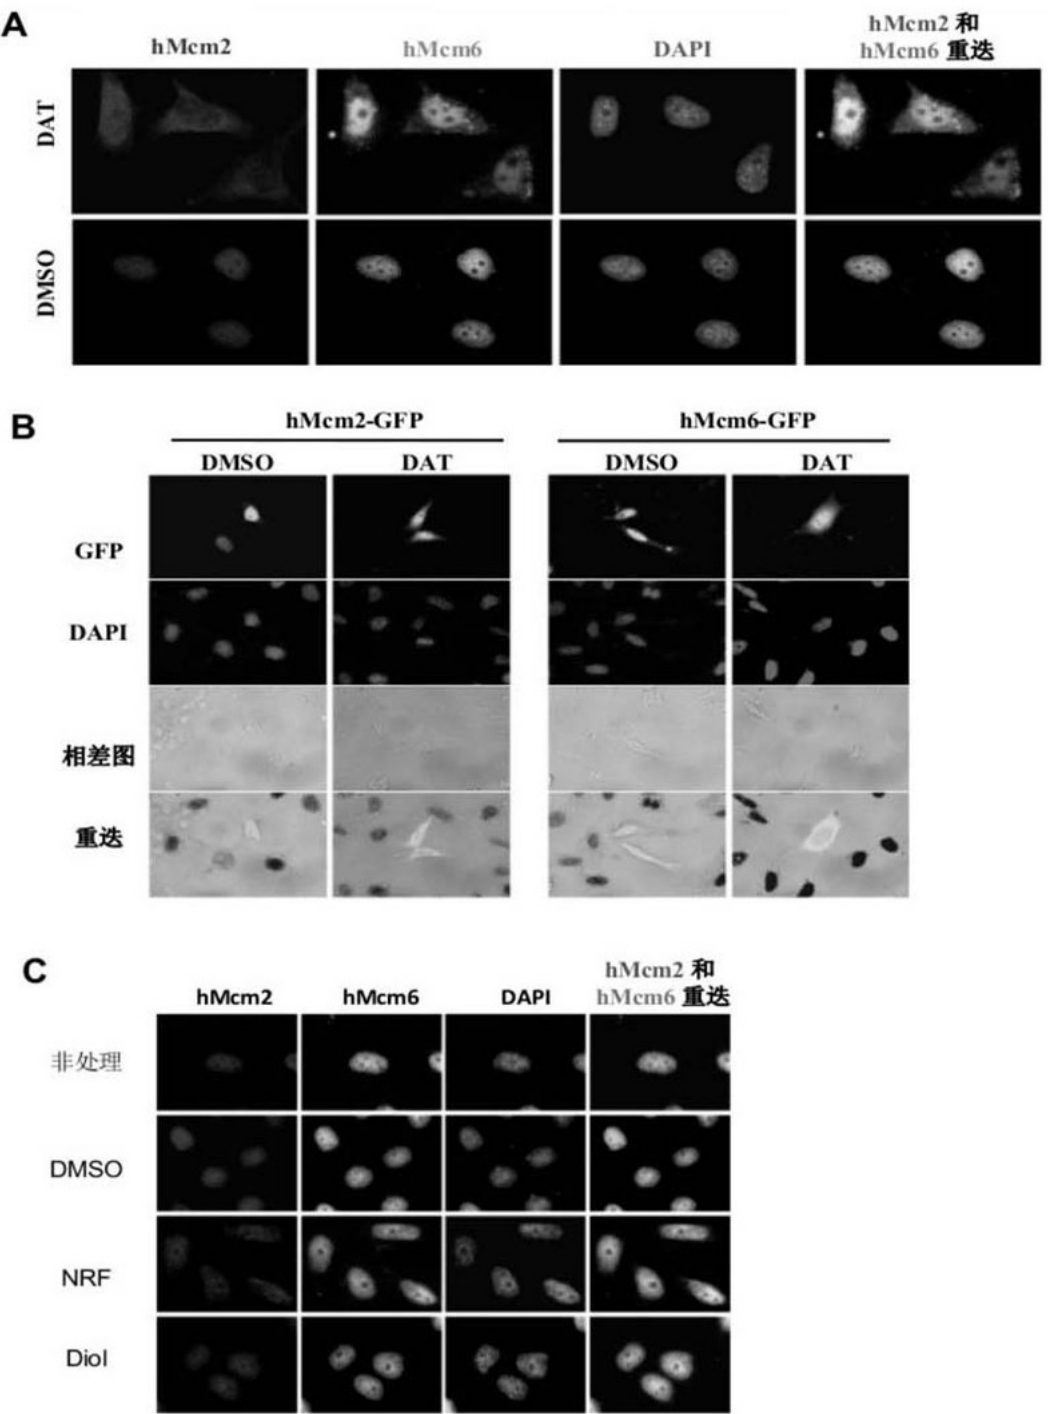 A
hMcm2
hMcm6
DAPI
hMcm2 和
hMcm6 重迭
DAT
DMSO
B
hMcm2-GFP
hMcm6-GFP
DMSO
DAT
DMSO
DAT
GFP
DAPI
相差图
重迭
C
hMcm2
hMcm6
DAPI
hMcm2 和
hMcm6 重迭
非处理
DMSO
NRF
Diol